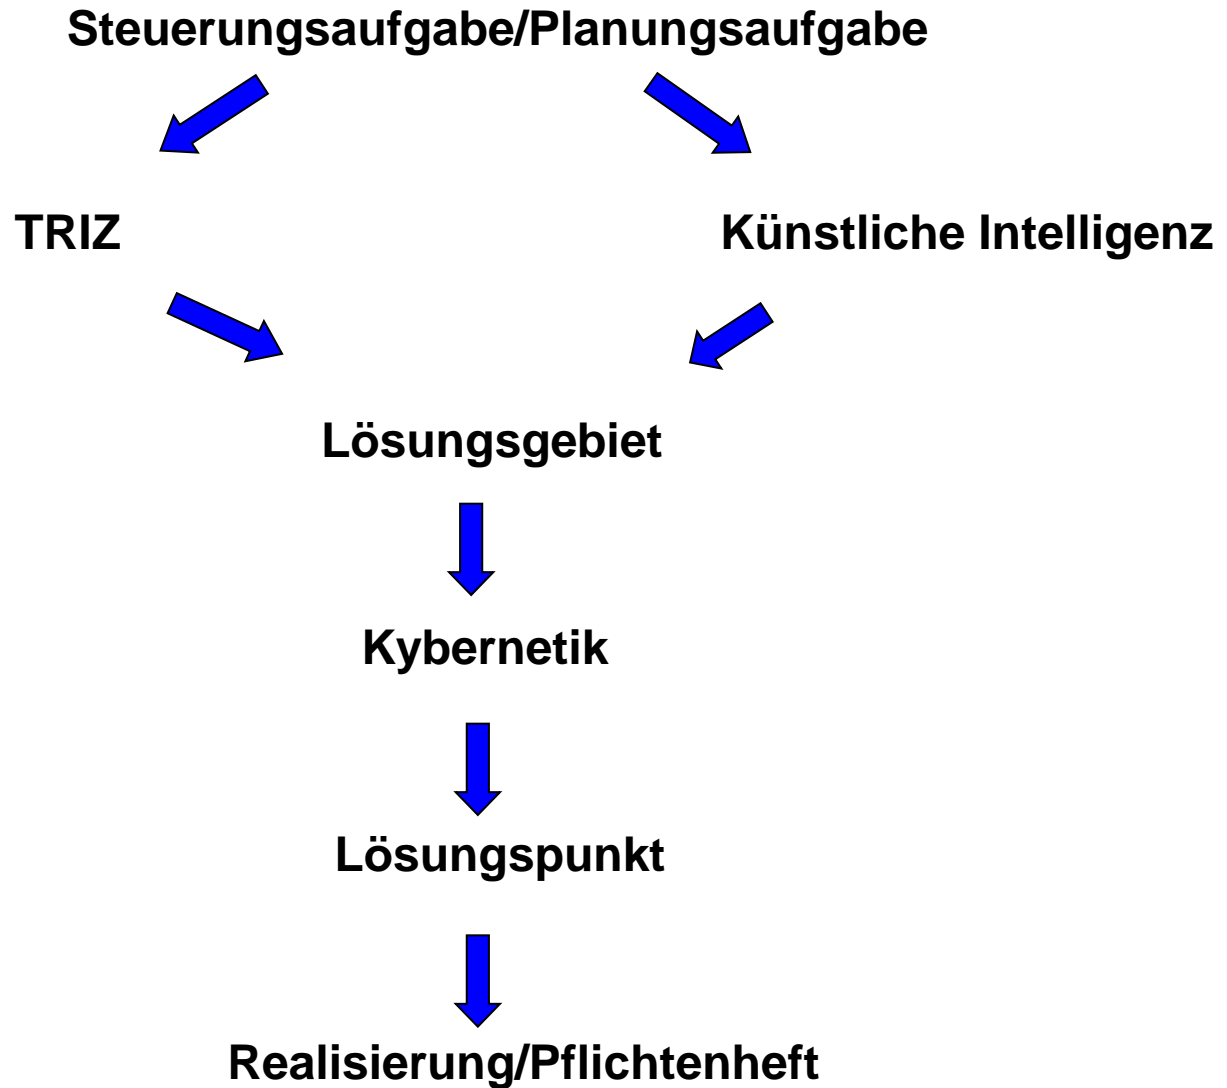 Steuerungsaufgabe/Planungsaufgabe
TRIZ
Künstliche Intelligenz
Lösungsgebiet
Kybernetik
Lösungspunkt
Realisierung/Pflichtenheft